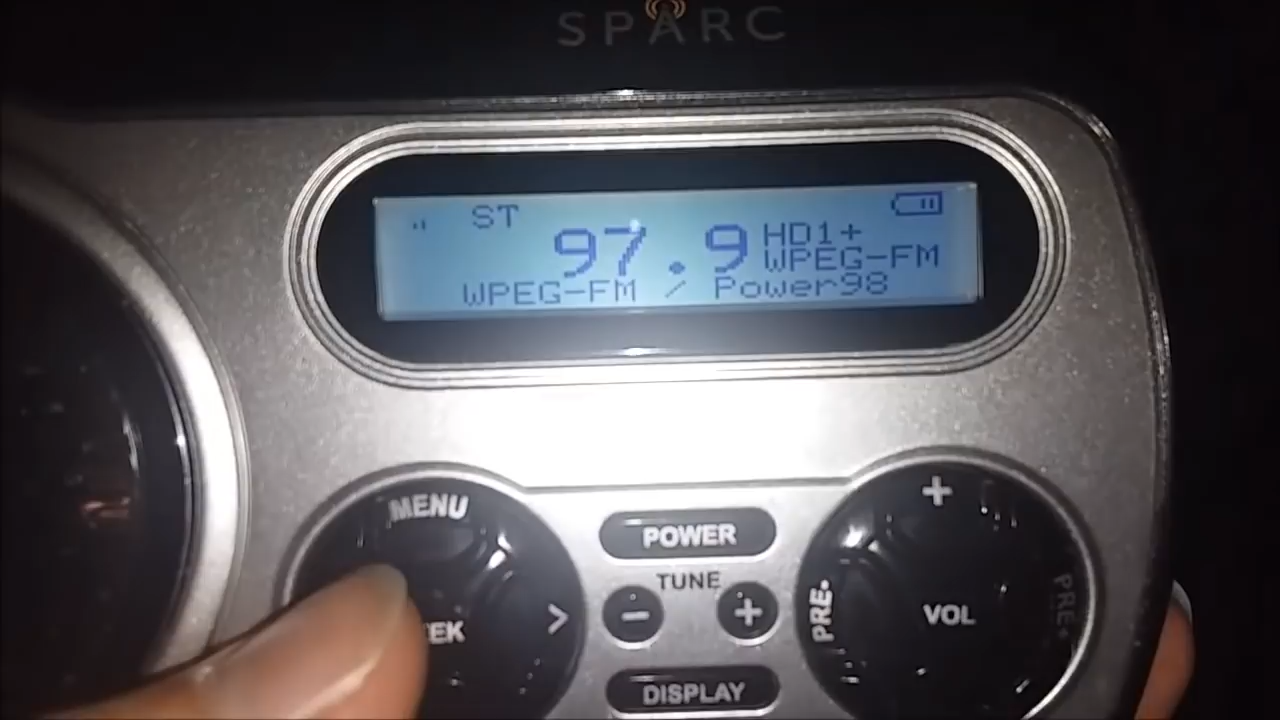 SPARC
ST
97.9
HD1+
WPEG-FM
WPEG-FM / Power98
MENU
POWER
TUNE
- +
EK >
DISPLAY
+
PRE-
VOL
PRE+